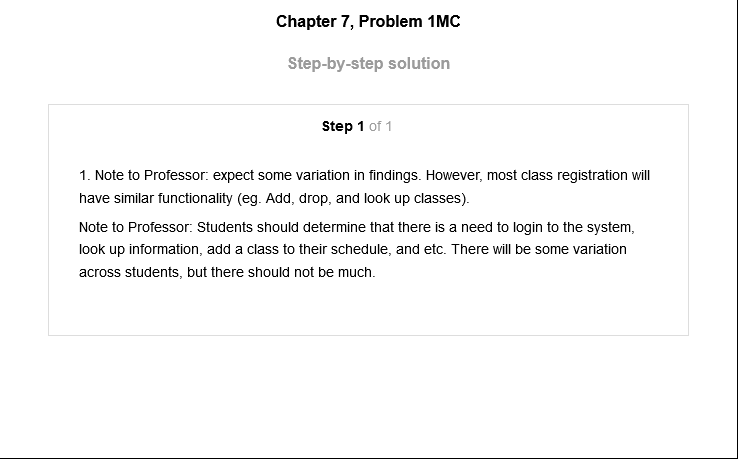 Chapter 7, Problem 1MC
Step-by-step solution
Step 1 of 1
1. Note to Professor: expect some variation in findings. However, most class registration will
have similar functionality (eg. Add, drop, and look up classes).
Note to Professor: Students should determine that there is a need to login to the system,
look up information, add a class to their schedule, and etc. There will be some variation
across students, but there should not be much.